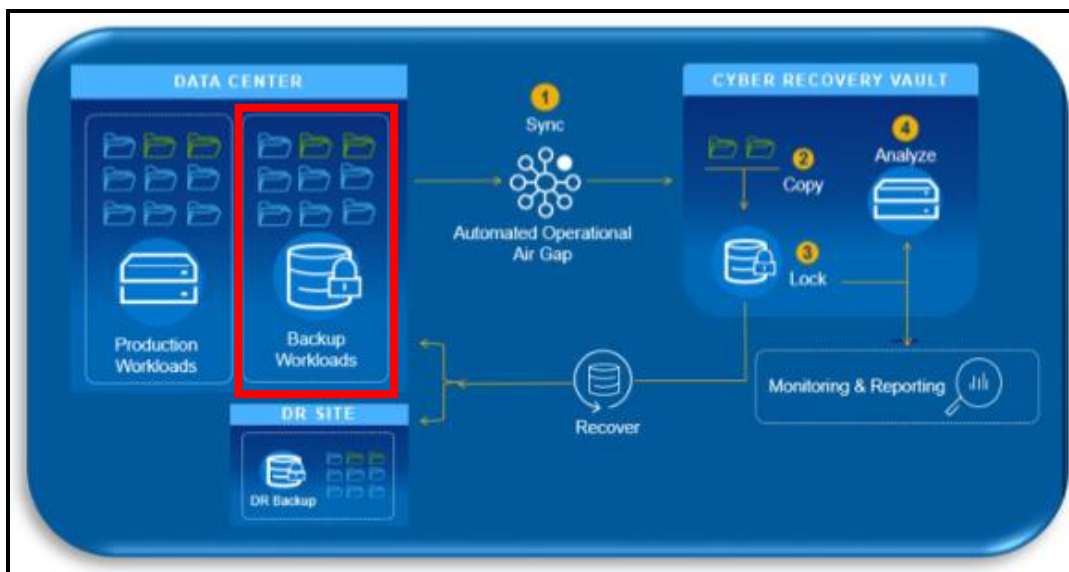 DATA CENTER
Production
Workloads
Backup
Workloads
DR SITE
DR Backup
1
Sync
Automated Operational
Air Gap
Recover
CYBER RECOVERY VAULT
2
Copy
3
Lock
4
Analyze
Monitoring & Reporting